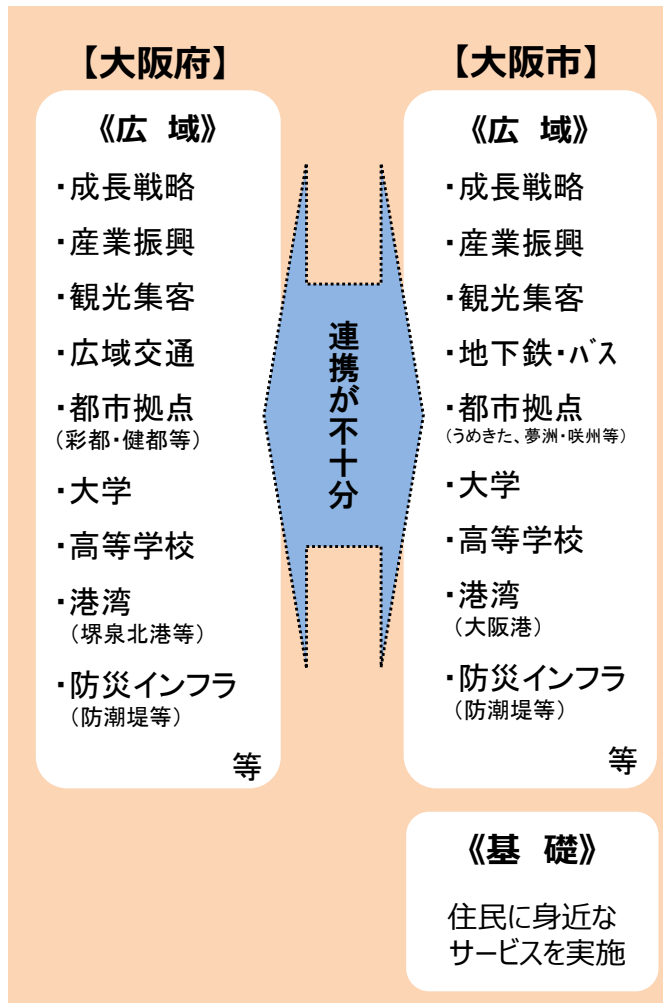 【大阪府】
《広 域》
・成長戦略
・産業振興
・観光集客
・広域交通
・都市拠点
(彩都・健都等)
・大学
・高等学校
・港湾
(堺泉北港等)
・防災インフラ
(防潮堤等)
等
連携が不十分
【大阪市】
《広 域》
・成長戦略
・産業振興
・観光集客
・地下鉄・バス
・都市拠点
(うめきた、夢洲・咲州等)
・大学
・高等学校
・港湾
(大阪港)
・防災インフラ
(防潮堤等)
等
《基 礎》
住民に身近な
サービスを実施